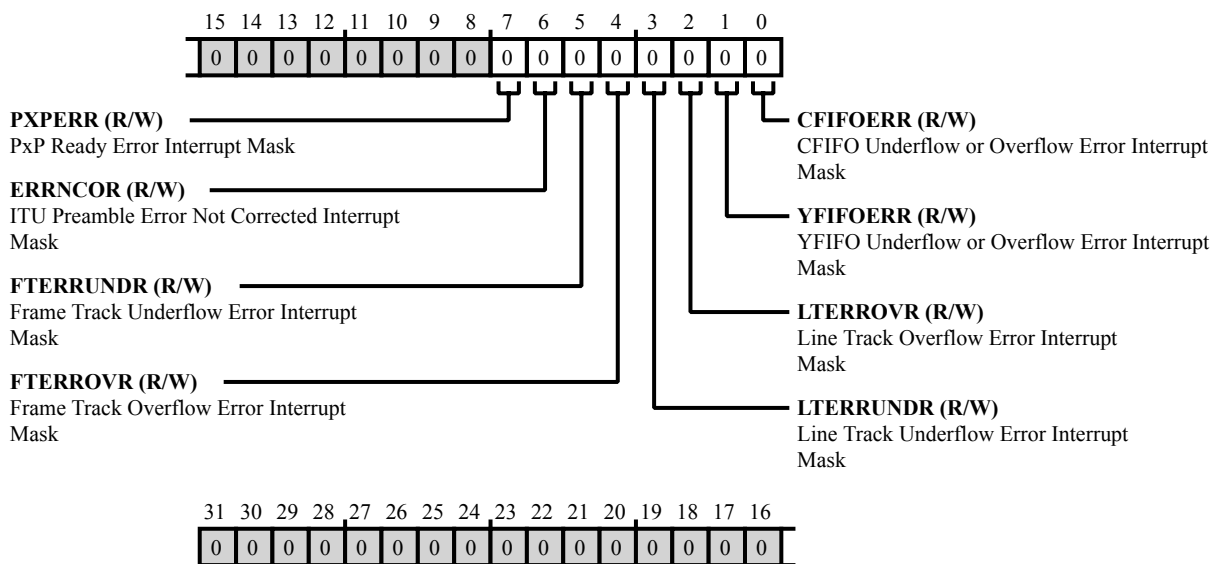 15 14 13 12 11 10 9 8 7 6 5 4 3 2 1 0
0 0 0 0 0 0 0 0 0 0 0 0 0 0 0 0
PXPERR (R/W)
PxP Ready Error Interrupt Mask
ERRNCOR (R/W)
ITU Preamble Error Not Corrected Interrupt
Mask
FTERRUNDR (R/W)
Frame Track Underflow Error Interrupt
Mask
FTERROVR (R/W)
Frame Track Overflow Error Interrupt
Mask
CFIFOERR (R/W)
CFIFO Underflow or Overflow Error Interrupt
Mask
YFIFOERR (R/W)
YFIFO Underflow or Overflow Error Interrupt
Mask
LTERROVR (R/W)
Line Track Overflow Error Interrupt
Mask
LTERRUNDR (R/W)
Line Track Underflow Error Interrupt
Mask
31 30 29 28 27 26 25 24 23 22 21 20 19 18 17 16
0 0 0 0 0 0 0 0 0 0 0 0 0 0 0 0